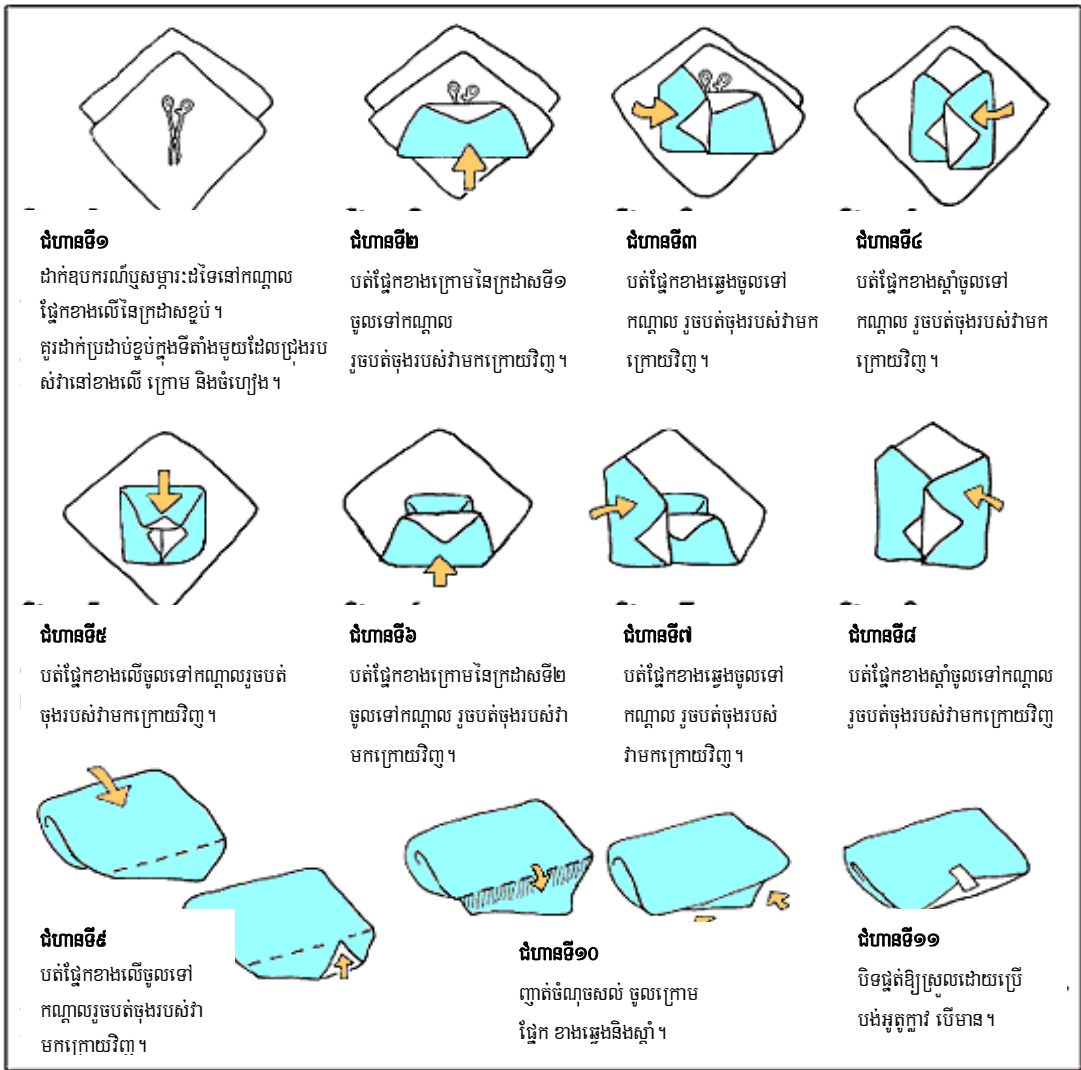 ជំហានទី១
ដាក់ឧបករណ៍ឬសម្ភារៈដទៃនៅកណ្តាល
ផ្នែកខាងលើនៃក្រដាសខ្ចប់។
គួរដាក់ប្រដាប់ខ្ចប់ក្នុងទីតាំងមួយដែលជ្រុងរប
ស់វានៅខាងលើ ក្រោម និងចំហៀង។
ជំហានទី២
បត់ផ្នែកខាងក្រោមនៃក្រដាសទី១
ចូលទៅកណ្តាល
រួចបត់ចុងរបស់វាមកក្រោយវិញ។
ជំហានទី៣
បត់ផ្នែកខាងឆ្វេងចូលទៅ
កណ្តាល រួចបត់ចុងរបស់វាមក
ក្រោយវិញ។
ជំហានទី៤
បត់ផ្នែកខាងស្តាំចូលទៅ
កណ្តាល រួចបត់ចុងរបស់វាមក
ក្រោយវិញ។
ជំហានទី៥
បត់ផ្នែកខាងលើចូលទៅកណ្តាលរួចបត់
ចុងរបស់វាមកក្រោយវិញ។
ជំហានទី៦
បត់ផ្នែកខាងក្រោមនៃក្រដាសទី២
ចូលទៅកណ្តាល រួចបត់ចុងរបស់វា
មកក្រោយវិញ។
ជំហានទី៧
បត់ផ្នែកខាងឆ្វេងចូលទៅ
កណ្តាល រួចបត់ចុងរបស់
វាមកក្រោយវិញ។
ជំហានទី៨
បត់ផ្នែកខាងស្តាំចូលទៅកណ្តាល
រួចបត់ចុងរបស់វាមកក្រោយវិញ
ជំហានទី៩
បត់ផ្នែកខាងលើចូលទៅ
កណ្តាលរួចបត់ចុងរបស់វា
មកក្រោយវិញ។
ជំហានទី១០
ញាត់ចំណុចសល់ ចូលក្រោម
ផ្នែក ខាងឆ្វេងនិងស្តាំ។
ជំហានទី១១
បិទផ្នត់ឱ្យស្រួលដោយប្រើ
បង់អូតូក្លាវ បើមាន។